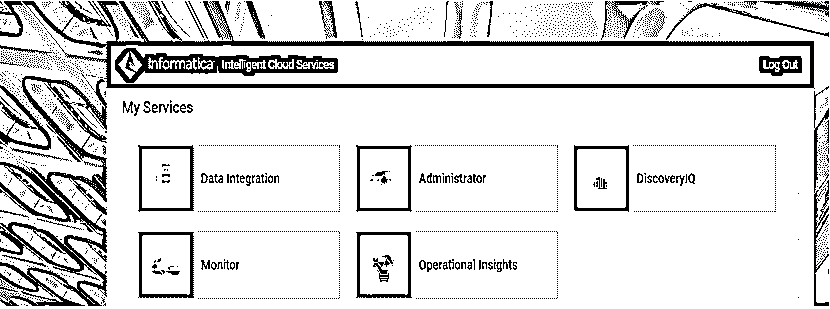 Informatica Intelligent Cloud Services Log Out
My Services
Data Integration Administrator DiscoveryIQ
Monitor Operational Insights